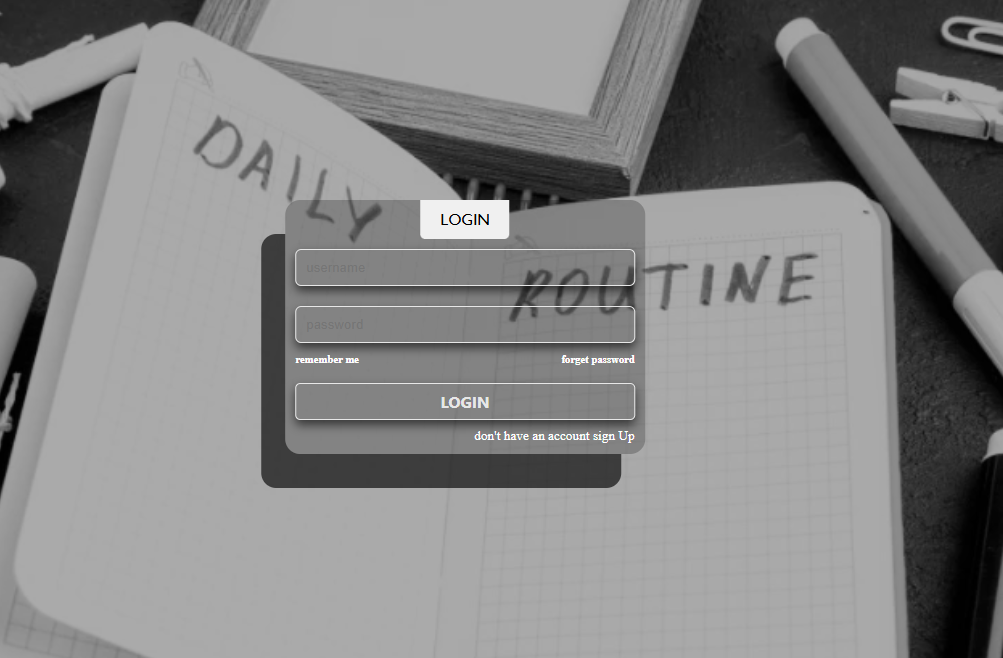 DAILY
ROUTINE
LOGIN
username
password
remember me forget password
LOGIN
don't have an account sign Up